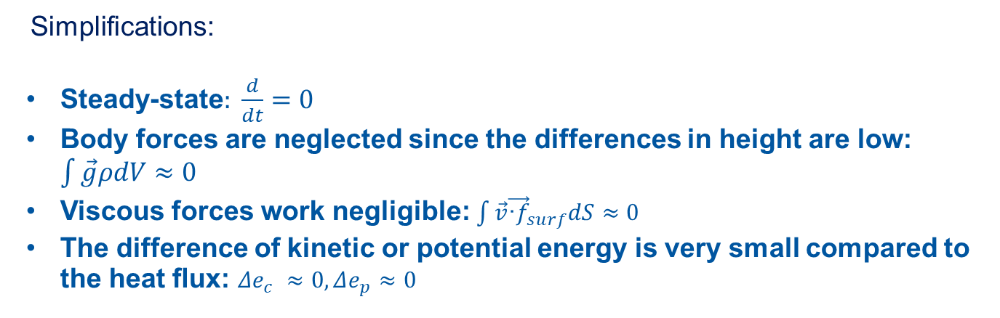 Simplifications:
• Steady-state: $\frac{d}{dt} = 0$
• Body forces are neglected since the differences in height are low:
$\int \vec{g} \rho dV \approx 0$
• Viscous forces work negligible: $\int \vec{v} \cdot \overrightarrow{f}_{surf} dS \approx 0$
• The difference of kinetic or potential energy is very small compared to
the heat flux: $\Delta e_c \approx 0, \Delta e_p \approx 0$